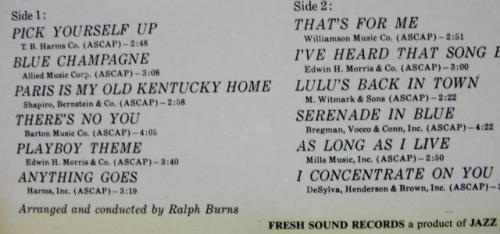 Side 1:
PICK YOURSELF UP
T. B. Harms Co. (ASCAP) – 2:48
BLUE CHAMPAGNE
Allied Music Corp. (ASCAP) – 3:08
PARIS IS MY OLD KENTUCKY HOME
Shapiro, Bernstein & Co. (ASCAP) – 2:58
THERE'S NO YOU
Barton Music Co. (ASCAP) – 4:05
PLAYBOY THEME
Edwin H. Morris & Co. (ASCAP) – 3:40
ANYTHING GOES
Harms, Inc. (ASCAP) – 3:19
Arranged and conducted by Ralph Burns
Side 2:
THAT'S FOR ME
Williamson Music Co. (ASCAP) – 2:51
I'VE HEARD THAT SONG
Edwin H. Morris & Co. (ASCAP) – 3:00
LULU'S BACK IN TOWN
M. Witmark & Sons (ASCAP) – 2:22
SERENADE IN BLUE
Bregman, Vocco & Conn, Inc. (ASCAP) – 4:22
AS LONG AS I LIVE
Mills Music, Inc. (ASCAP) – 2:50
I CONCENTRATE ON YOU
DeSylva, Henderson & Brown, Inc. (ASCAP) –
FRESH SOUND RECORDS a product of JAZZ